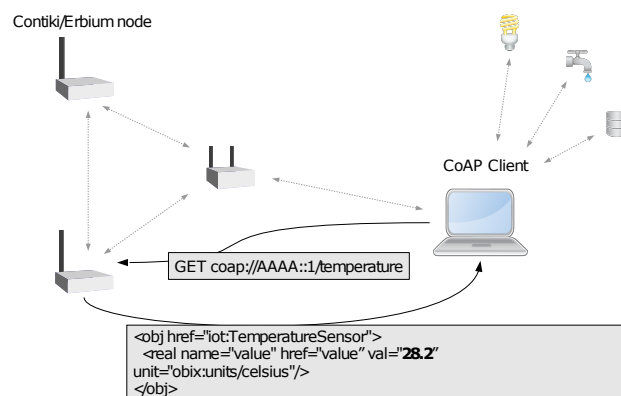 Contiki/Erbium node
CoAP Client
GET coap://AAAA::1/temperature
<obj href="iot:TemperatureSensor">
<real name="value" href="value” val="28.2”
unit="obix:units/celsius"/>
</obj>